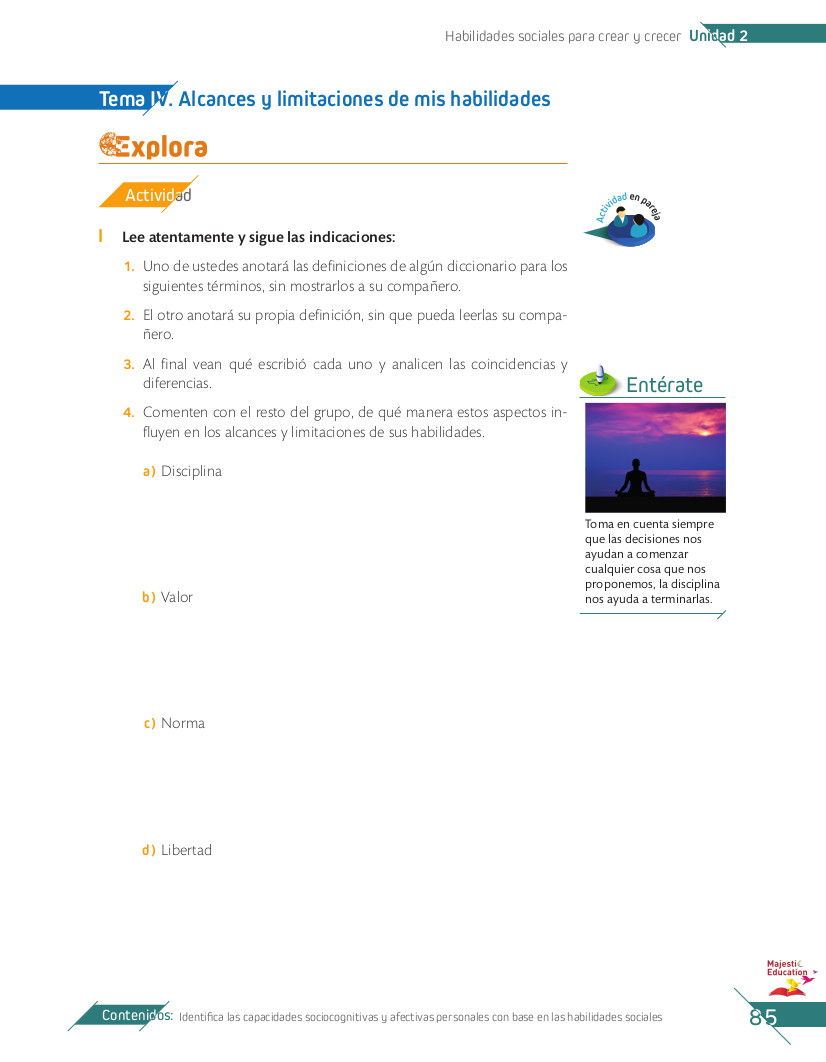 Habilidades sociales para crear y crecer Unidad 2
Tema IV. Alcances y limitaciones de mis habilidades
Explora
Actividad
Actividad en pareja
I Lee atentamente y sigue las indicaciones:
1. Uno de ustedes anotará las definiciones de algún diccionario para los
siguientes términos, sin mostrarlos a su compañero.
2. El otro anotará su propia definición, sin que pueda leerlas su compa-
ñero.
3. Al final vean qué escribió cada uno y analicen las coincidencias y
diferencias.
4. Comenten con el resto del grupo, de qué manera estos aspectos in-
fluyen en los alcances y limitaciones de sus habilidades.
a) Disciplina
b) Valor
c) Norma
d) Libertad
Entérate
Toma en cuenta siempre
que las decisiones nos
ayudan a comenzar
cualquier cosa que nos
proponemos, la disciplina
nos ayuda a terminarlas.
Majestic
Education
Contenidos: Identifica las capacidades sociocognitivas y afectivas personales con base en las habilidades sociales
85